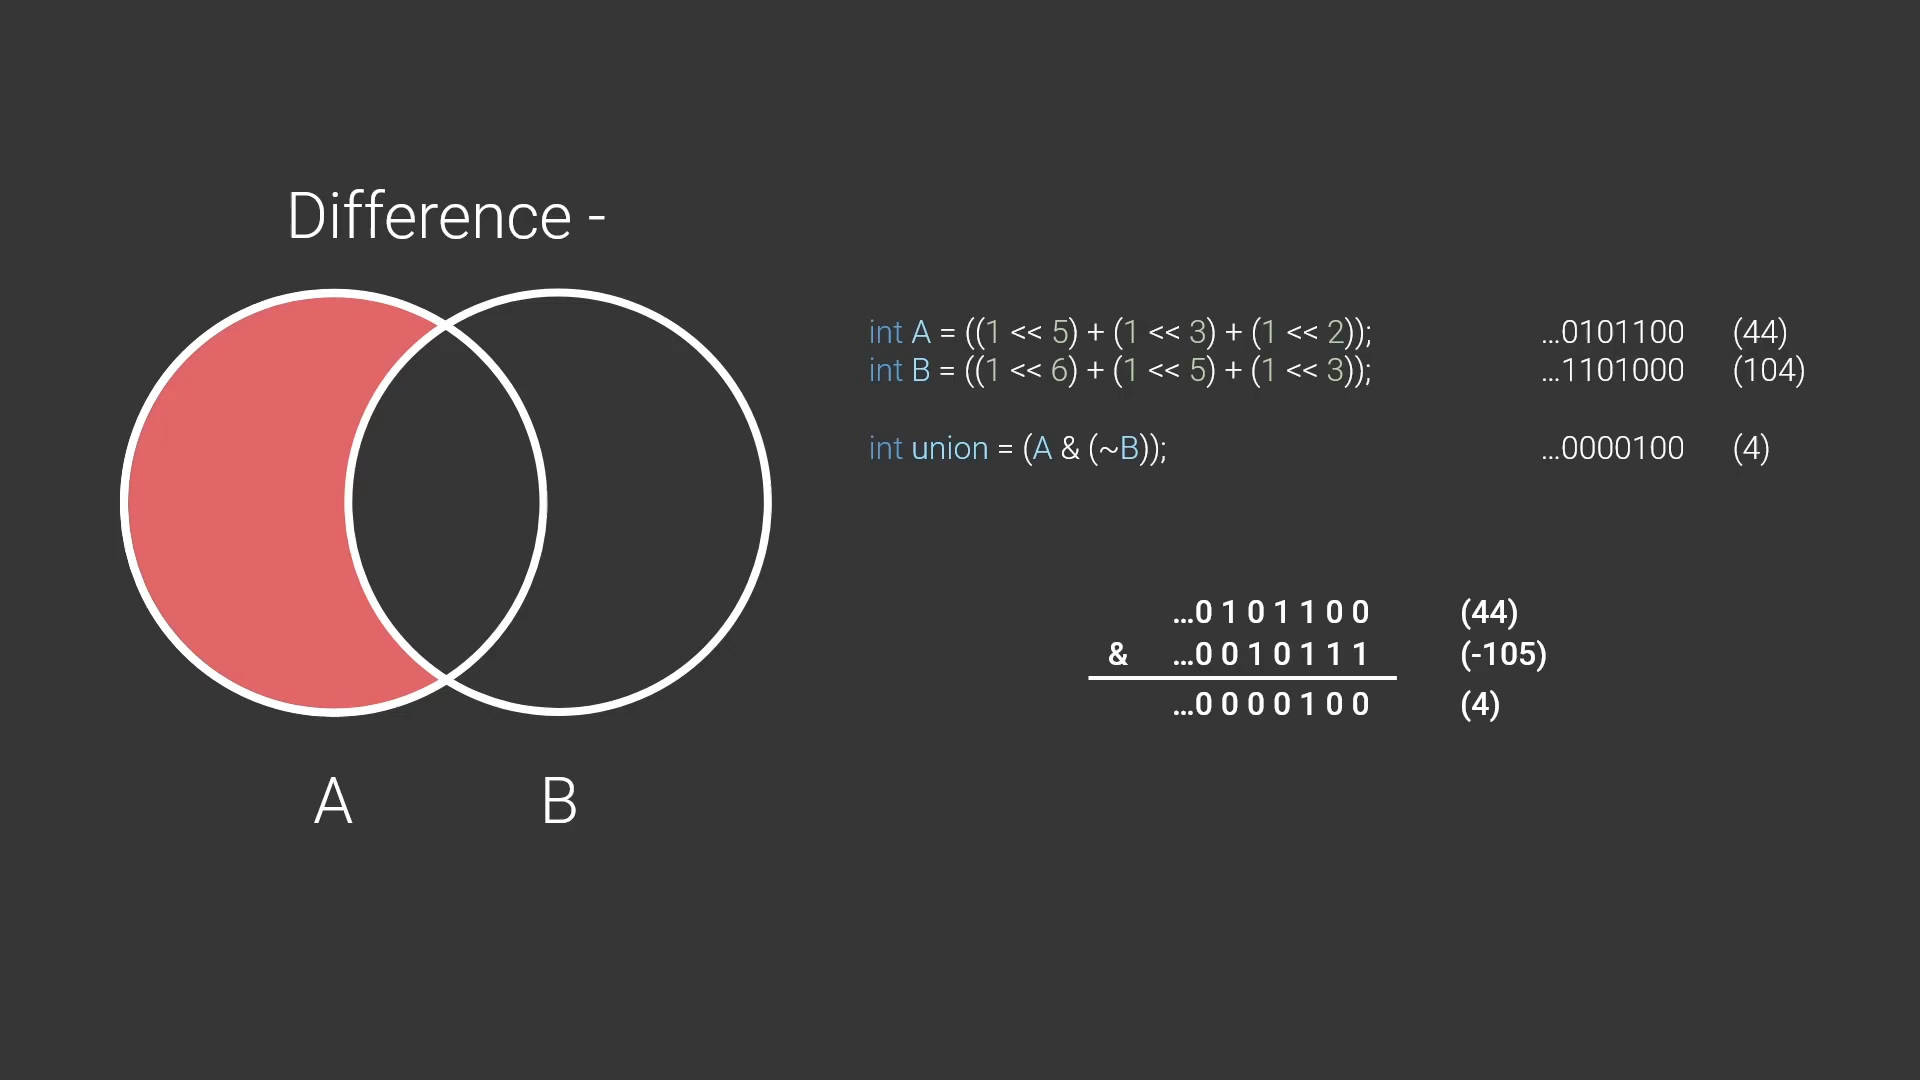 Difference -
int A = ((1 << 5) + (1 << 3) + (1 << 2)); ...0101100 (44)
int B = ((1 << 6) + (1 << 5) + (1 << 3)); ...1101000 (104)
int union = (A & (~B)); ...0000100 (4)
...0 1 0 1 1 0 0 (44)
& ...0 0 1 0 1 1 1 (-105)
...0 0 0 0 1 0 0 (4)
A B